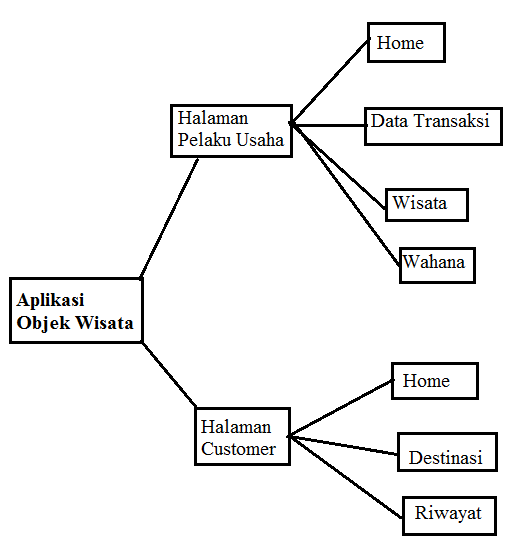 Home
Halaman
Pelaku Usaha
Data Transaksi
Wisata
Wahana
Aplikasi
Objek Wisata
Home
Halaman
Customer
Destinasi
Riwayat